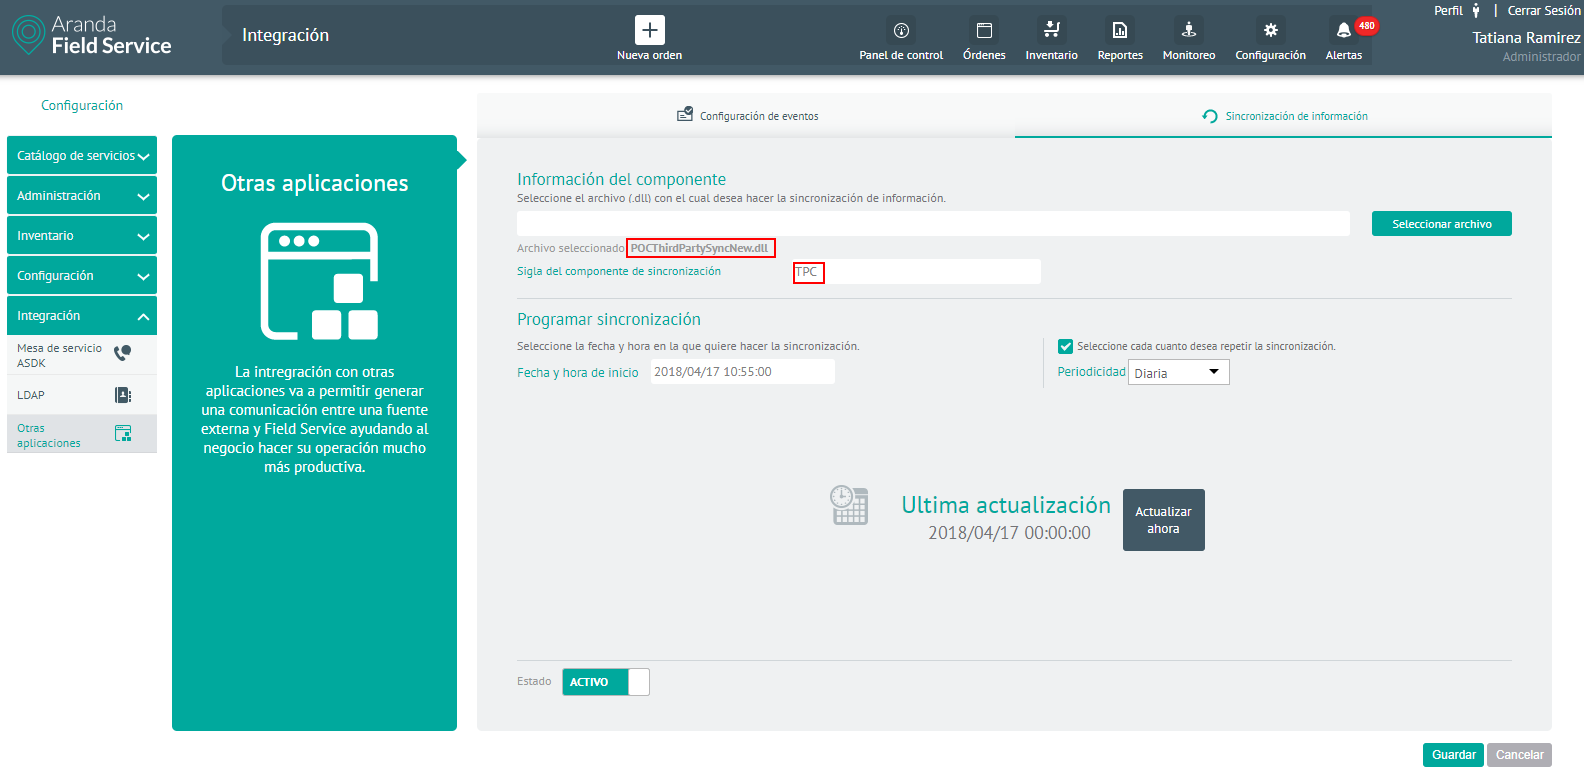 Aranda
Field Service
Integración
Nueva orden
Panel de control
Órdenes
Inventario
Reportes
Monitoreo
Configuración
480
Alertas
Perfil | Cerrar Sesión
Tatiana Ramirez
Administrador
Configuración
Catálogo de servicios
Administración
Inventario
Configuración
Integración
Mesa de servicio
ASDK
LDAP
Otras
aplicaciones
Otras aplicaciones
La intregración con otras
aplicaciones va a permitir generar
una comunicación entre una fuente
externa y Field Service ayudando al
negocio hacer su operación mucho
más productiva.
Configuración de eventos
Sincronización de información
Información del componente
Seleccione el archivo (.dll) con el cual desea hacer la sincronización de información.
Seleccionar archivo
Archivo seleccionado POCThirdPartySyncNew.dll
Sigla del componente de sincronización TPC
Programar sincronización
Seleccione la fecha y hora en la que quiere hacer la sincronización.
Fecha y hora de inicio 2018/04/17 10:55:00
Seleccione cada cuanto desea repetir la sincronización.
Periodicidad Diaria
Ultima actualización
2018/04/17 00:00:00
Actualizar
ahora
Estado ACTIVO
Guardar Cancelar